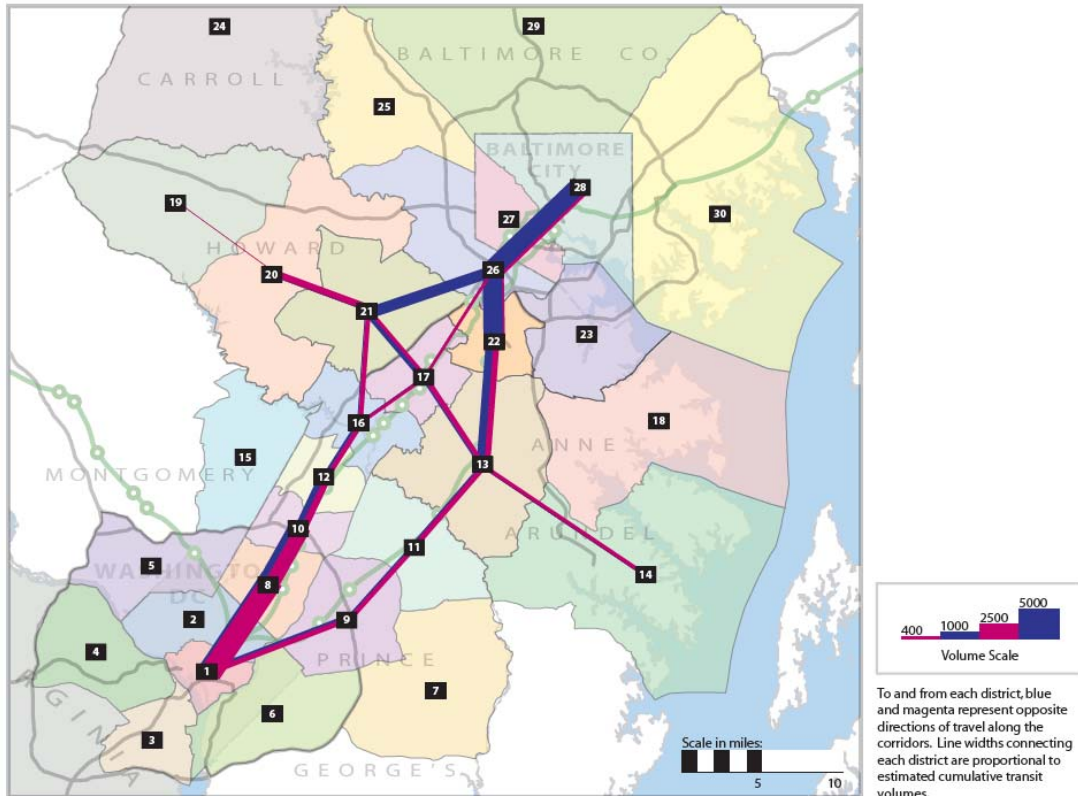 24
29
CARROLL
BALTIMORE CO.
25
BALTIMORE
CITY
28
19
27
30
HOWARD
20
26
21
22
23
17
16
18
ANNE
15
13
MONTGOMERY
12
10
ARUNDEL
11
5
WASHINGTON
DC
8
14
2
9
4
1
PRINCE
6
7
3
GINIA
GEORGE'S
Scale in miles:
5 10
400 1000 2500 5000
Volume Scale
To and from each district, blue
and magenta represent opposite
directions of travel along the
corridors. Line widths connecting
each district are proportional to
estimated cumulative transit
volumes.